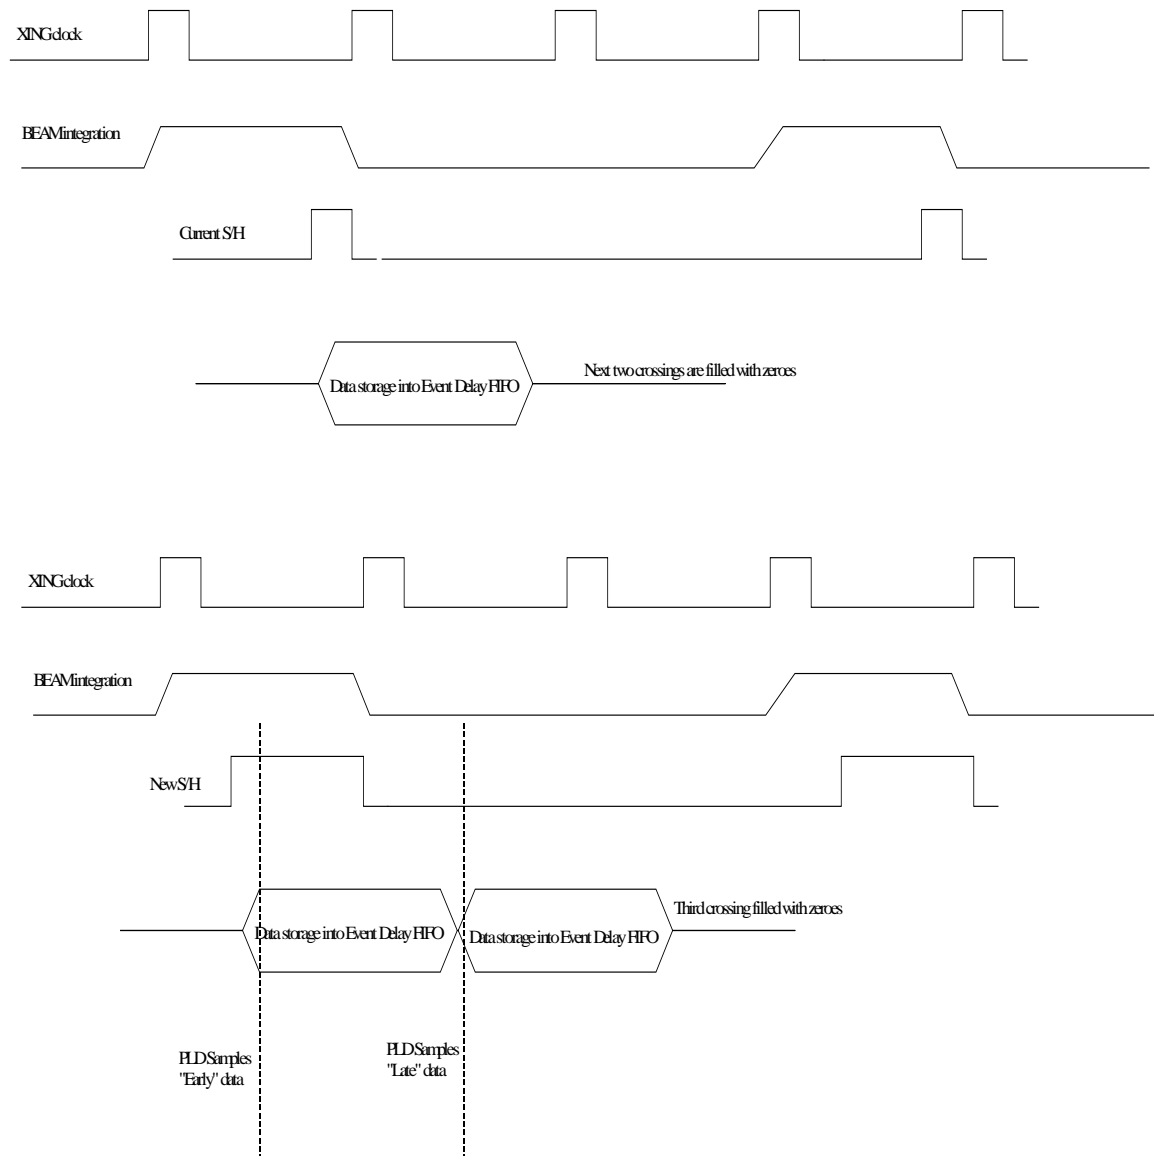 XING clock
BEAM integration
Current S/H
Data storage into Event Delay FIFO
Next two crossings are filled with zeroes
XING clock
BEAM integration
New S/H
Data storage into Event Delay FIFO
Data storage into Event Delay FIFO
Third crossing filled with zeroes
PLD Samples
"Early" data
PLD Samples
"Late" data